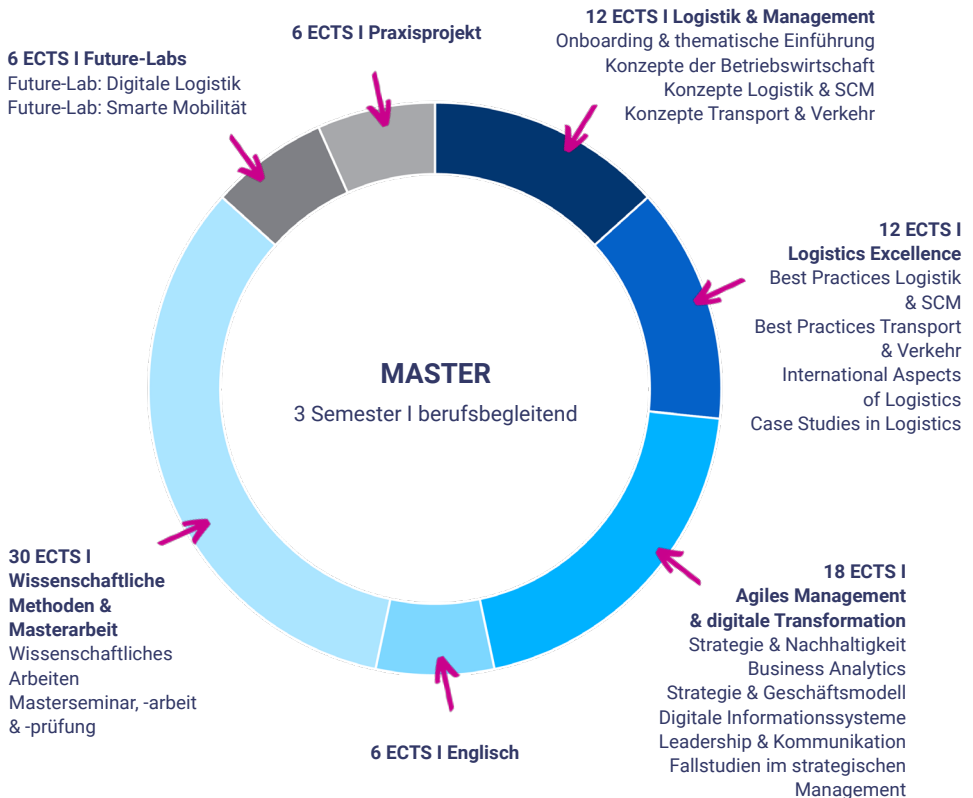 12 ECTS I Logistik & Management
Onboarding & thematische Einführung
Konzepte der Betriebswirtschaft
Konzepte Logistik & SCM
Konzepte Transport & Verkehr
12 ECTS I
Logistics Excellence
Best Practices Logistik
& SCM
Best Practices Transport
& Verkehr
International Aspects
of Logistics
Case Studies in Logistics
18 ECTS I
Agiles Management
& digitale Transformation
Strategie & Nachhaltigkeit
Business Analytics
Strategie & Geschäftsmodell
Digitale Informationssysteme
Leadership & Kommunikation
Fallstudien im strategischen
Management
6 ECTS I Englisch
30 ECTS I
Wissenschaftliche
Methoden &
Masterarbeit
Wissenschaftliches
Arbeiten
Masterseminar, -arbeit
& -prüfung
6 ECTS I Future-Labs
Future-Lab: Digitale Logistik
Future-Lab: Smarte Mobilität
6 ECTS I Praxisprojekt
MASTER
3 Semester I berufsbegleitend